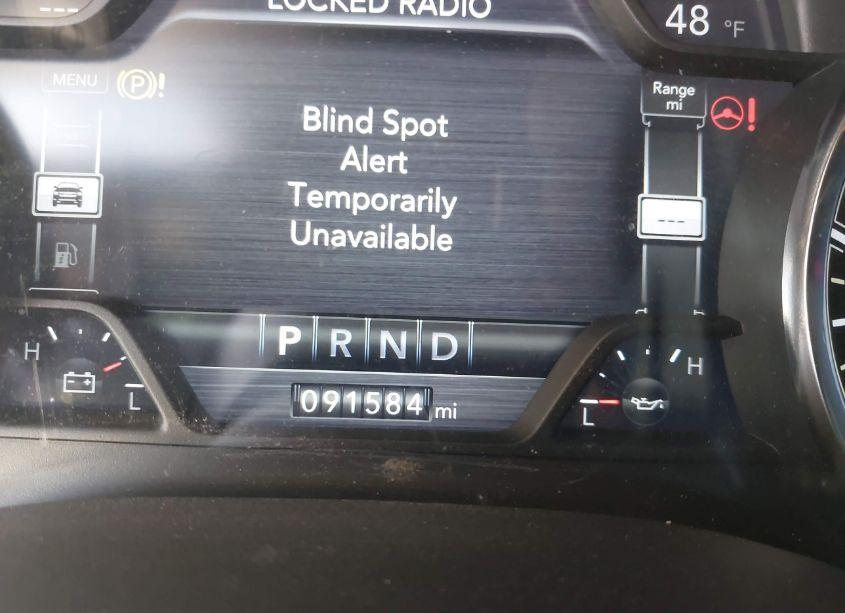 LOCKED RADIO
---
48 °F
MENU
P!
Range
mi
!
Blind Spot
Alert
Temporarily
Unavailable
---
P R N D
H
L
H
L
091584 mi